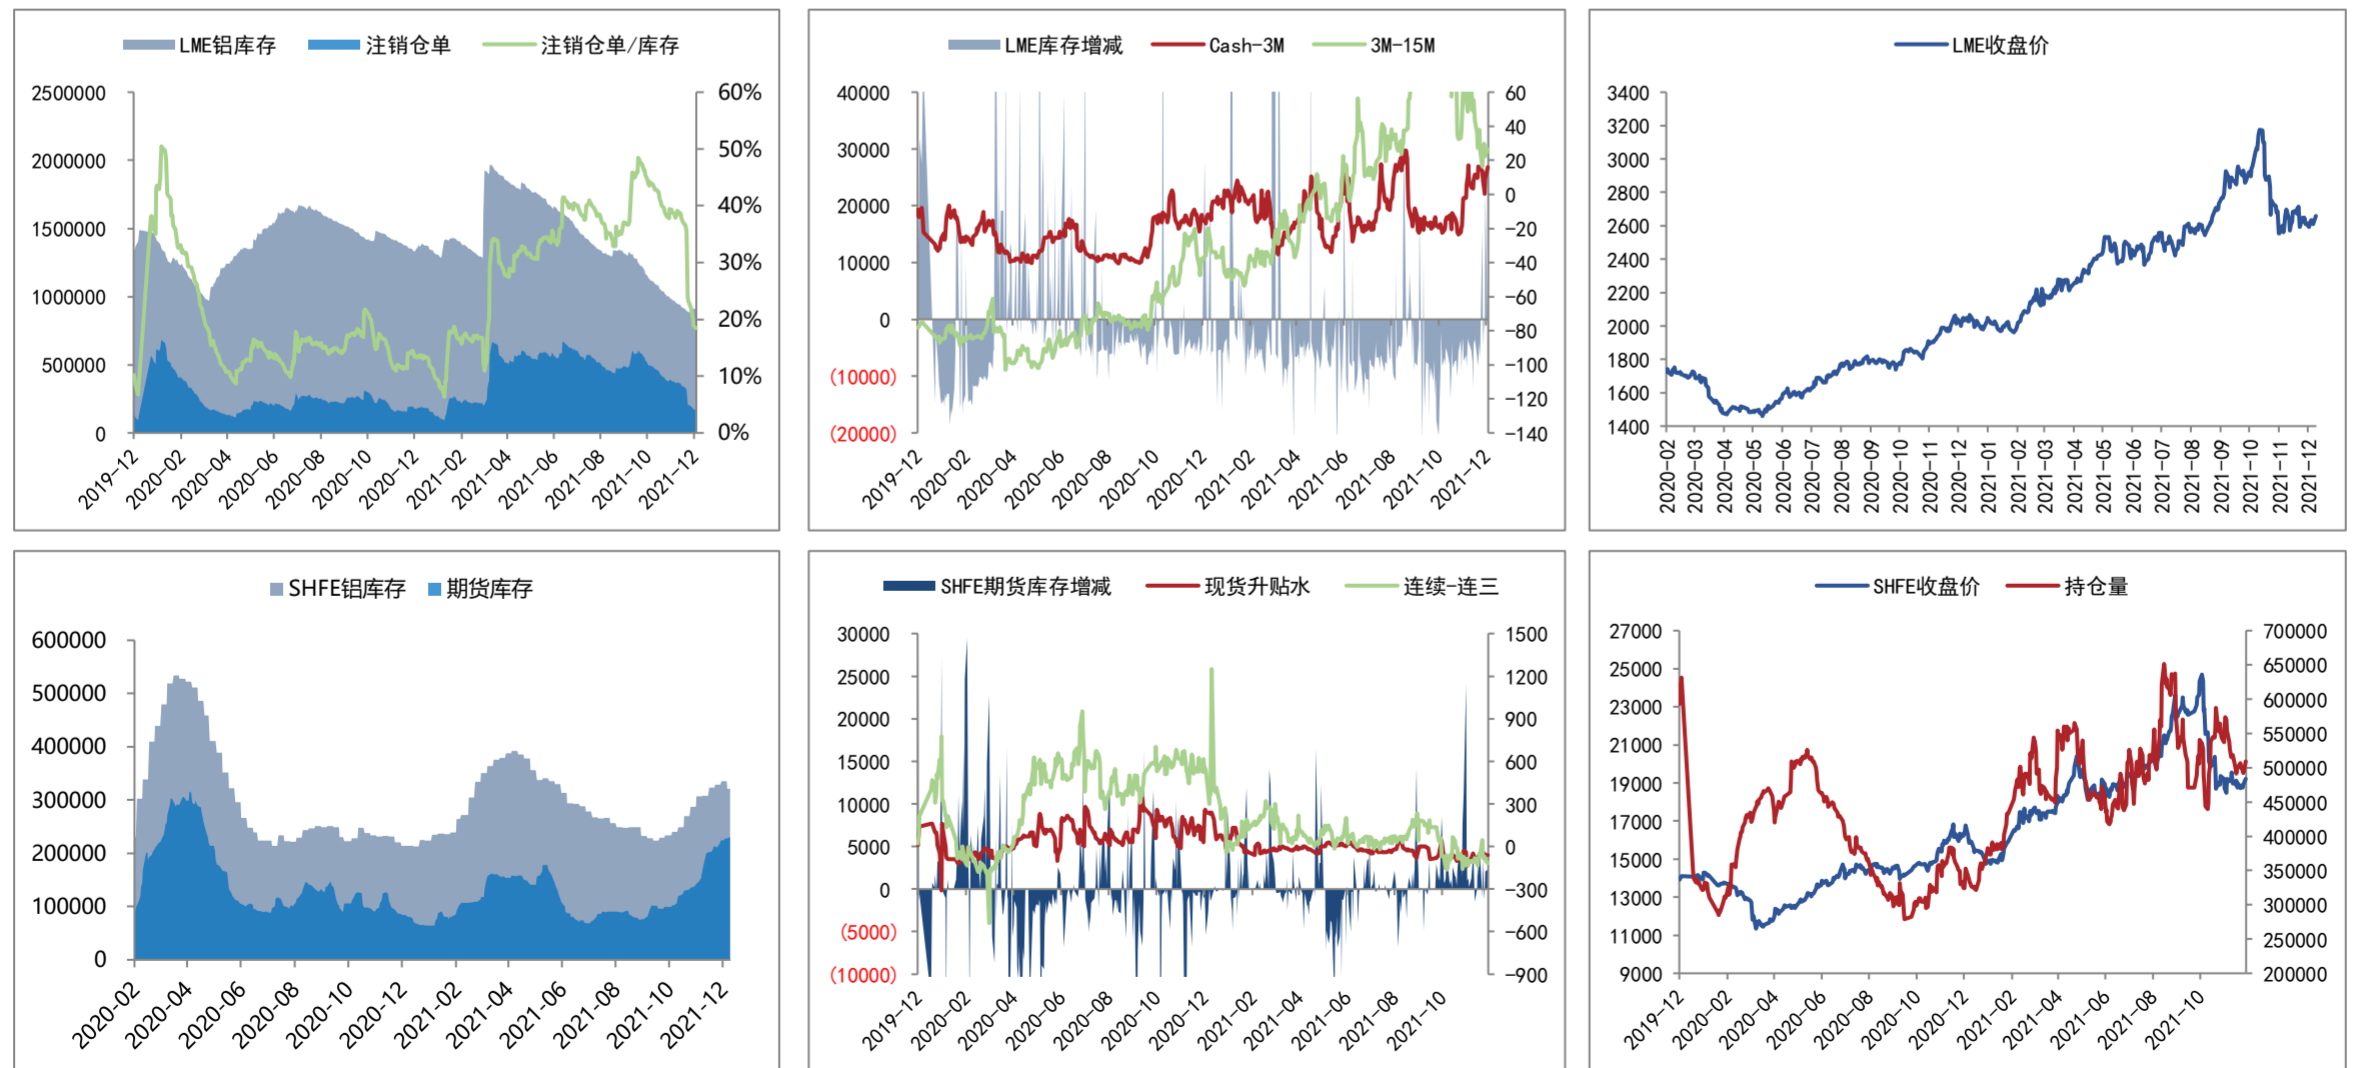 LME铝库存 注销仓单 注销仓单/库存
2500000 2000000 1500000 1000000 500000 0
60% 50% 40% 30% 20% 10% 0%
2019-12 2020-02 2020-04 2020-06 2020-08 2020-10 2020-12 2021-02 2021-04 2021-06 2021-08 2021-10 2021-12
LME库存增减 Cash-3M 3M-15M
40000 30000 20000 10000 0 (10000) (20000)
60 40 20 0 -20 -40 -60 -80 -100 -120 -140
2019-12 2020-02 2020-04 2020-06 2020-08 2020-10 2020-12 2021-02 2021-04 2021-06 2021-08 2021-10 2021-12
LME收盘价
3400 3200 3000 2800 2600 2400 2200 2000 1800 1600 1400
2020-02 2020-03 2020-04 2020-05 2020-06 2020-07 2020-08 2020-09 2020-10 2020-11 2020-12 2021-01 2021-02 2021-03 2021-04 2021-05 2021-06 2021-07 2021-08 2021-09 2021-10 2021-11 2021-12
SHFE铝库存 期货库存
600000 500000 400000 300000 200000 100000 0
2020-02 2020-04 2020-06 2020-08 2020-10 2020-12 2021-02 2021-04 2021-06 2021-08 2021-10 2021-12
SHFE期货库存增减 现货升贴水 连续-连三
30000 25000 20000 15000 10000 5000 0 (5000) (10000)
1500 1200 900 600 300 0 -300 -600 -900
2019-12 2020-02 2020-04 2020-06 2020-08 2020-10 2020-12 2021-02 2021-04 2021-06 2021-08 2021-10
SHFE收盘价 持仓量
27000 25000 23000 21000 19000 17000 15000 13000 11000 9000
700000 650000 600000 550000 500000 450000 400000 350000 300000 250000 200000
2019-12 2020-02 2020-04 2020-06 2020-08 2020-10 2020-12 2021-02 2021-04 2021-06 2021-08 2021-10